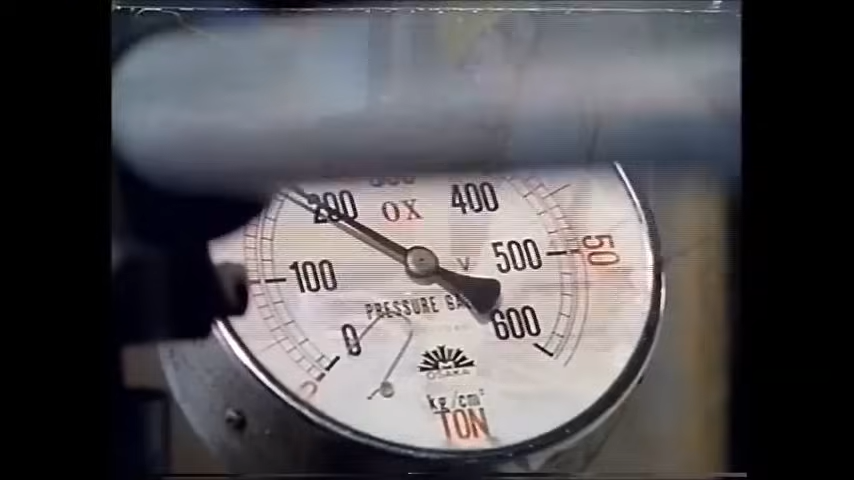 200
400
OX
100
500
50
PRESSURE GA
0
600
OSAKA
kg/cm²
TON